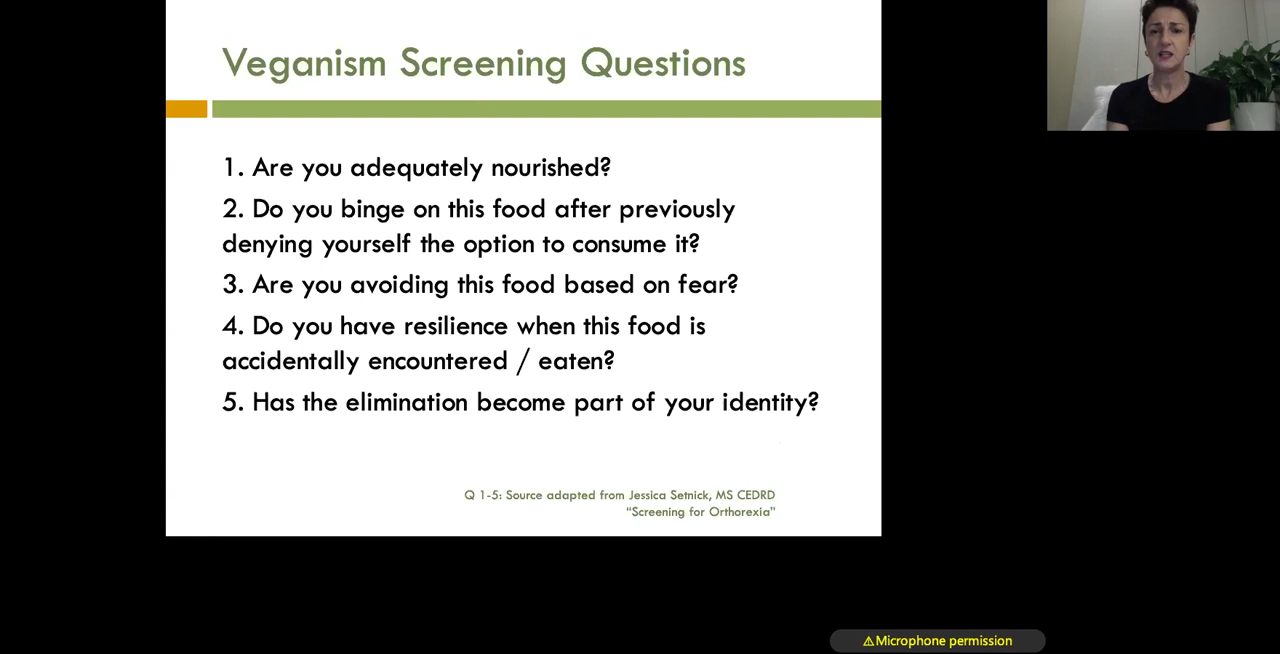 Veganism Screening Questions
1. Are you adequately nourished?
2. Do you binge on this food after previously
denying yourself the option to consume it?
3. Are you avoiding this food based on fear?
4. Do you have resilience when this food is
accidentally encountered / eaten?
5. Has the elimination become part of your identity?
Q 1-5: Source adapted from Jessica Setnick, MS CEDRD
“Screening for Orthorexia”
⚠Microphone permission